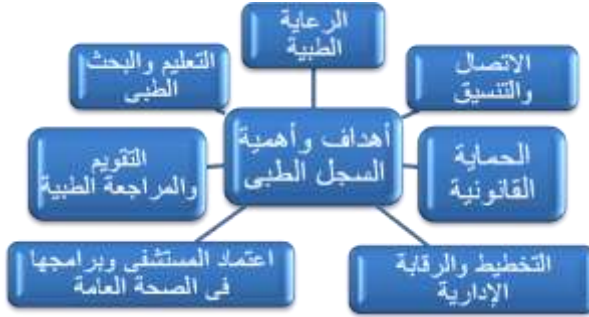 الرعاية
الطبية
الاتصال
والتنسيق
التعليم والبحث
الطبى
أهداف وأهمية
السجل الطبى
الحماية
القانونية
التقويم
والمراجعة الطبية
التخطيط والرقابة
الإدارية
اعتماد المستشفى وبرامجها
فى الصحة العامة